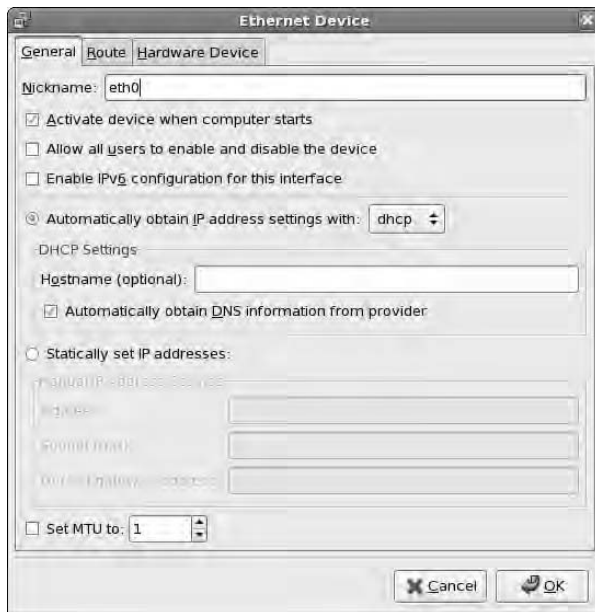 Ethernet Device
General Route Hardware Device
Nickname: eth0
Activate device when computer starts
Allow all users to enable and disable the device
Enable IPv6 configuration for this interface
Automatically obtain IP address settings with: dhcp
DHCP Settings
Hostname (optional):
Automatically obtain DNS information from provider
Statically set IP addresses:
Set MTU to: 1
Cancel OK